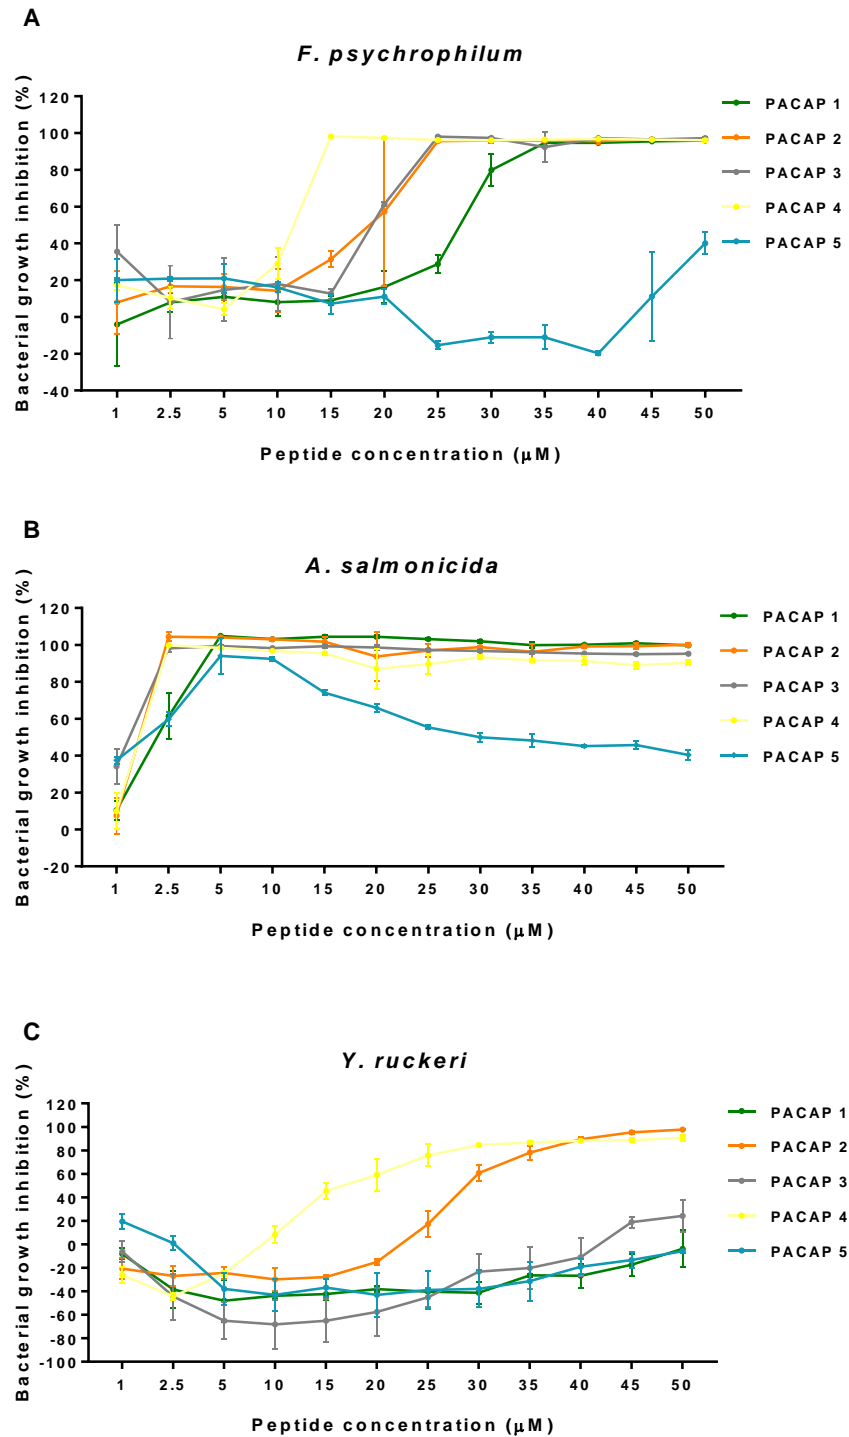 A
F. psychrophilum
Bacterial growth inhibition (%)
120
100
80
60
40
20
0
-20
-40
1 2.5 5 10 15 20 25 30 35 40 45 50
Peptide concentration (μM)
PACAP 1
PACAP 2
PACAP 3
PACAP 4
PACAP 5
B
A. salmonicida
Bacterial growth inhibition (%)
120
100
80
60
40
20
0
-20
1 2.5 5 10 15 20 25 30 35 40 45 50
Peptide concentration (μM)
PACAP 1
PACAP 2
PACAP 3
PACAP 4
PACAP 5
C
Y. ruckeri
Bacterial growth inhibition (%)
120
100
80
60
40
20
0
-20
-40
-60
-80
-100
1 2.5 5 10 15 20 25 30 35 40 45 50
Peptide concentration (μM)
PACAP 1
PACAP 2
PACAP 3
PACAP 4
PACAP 5